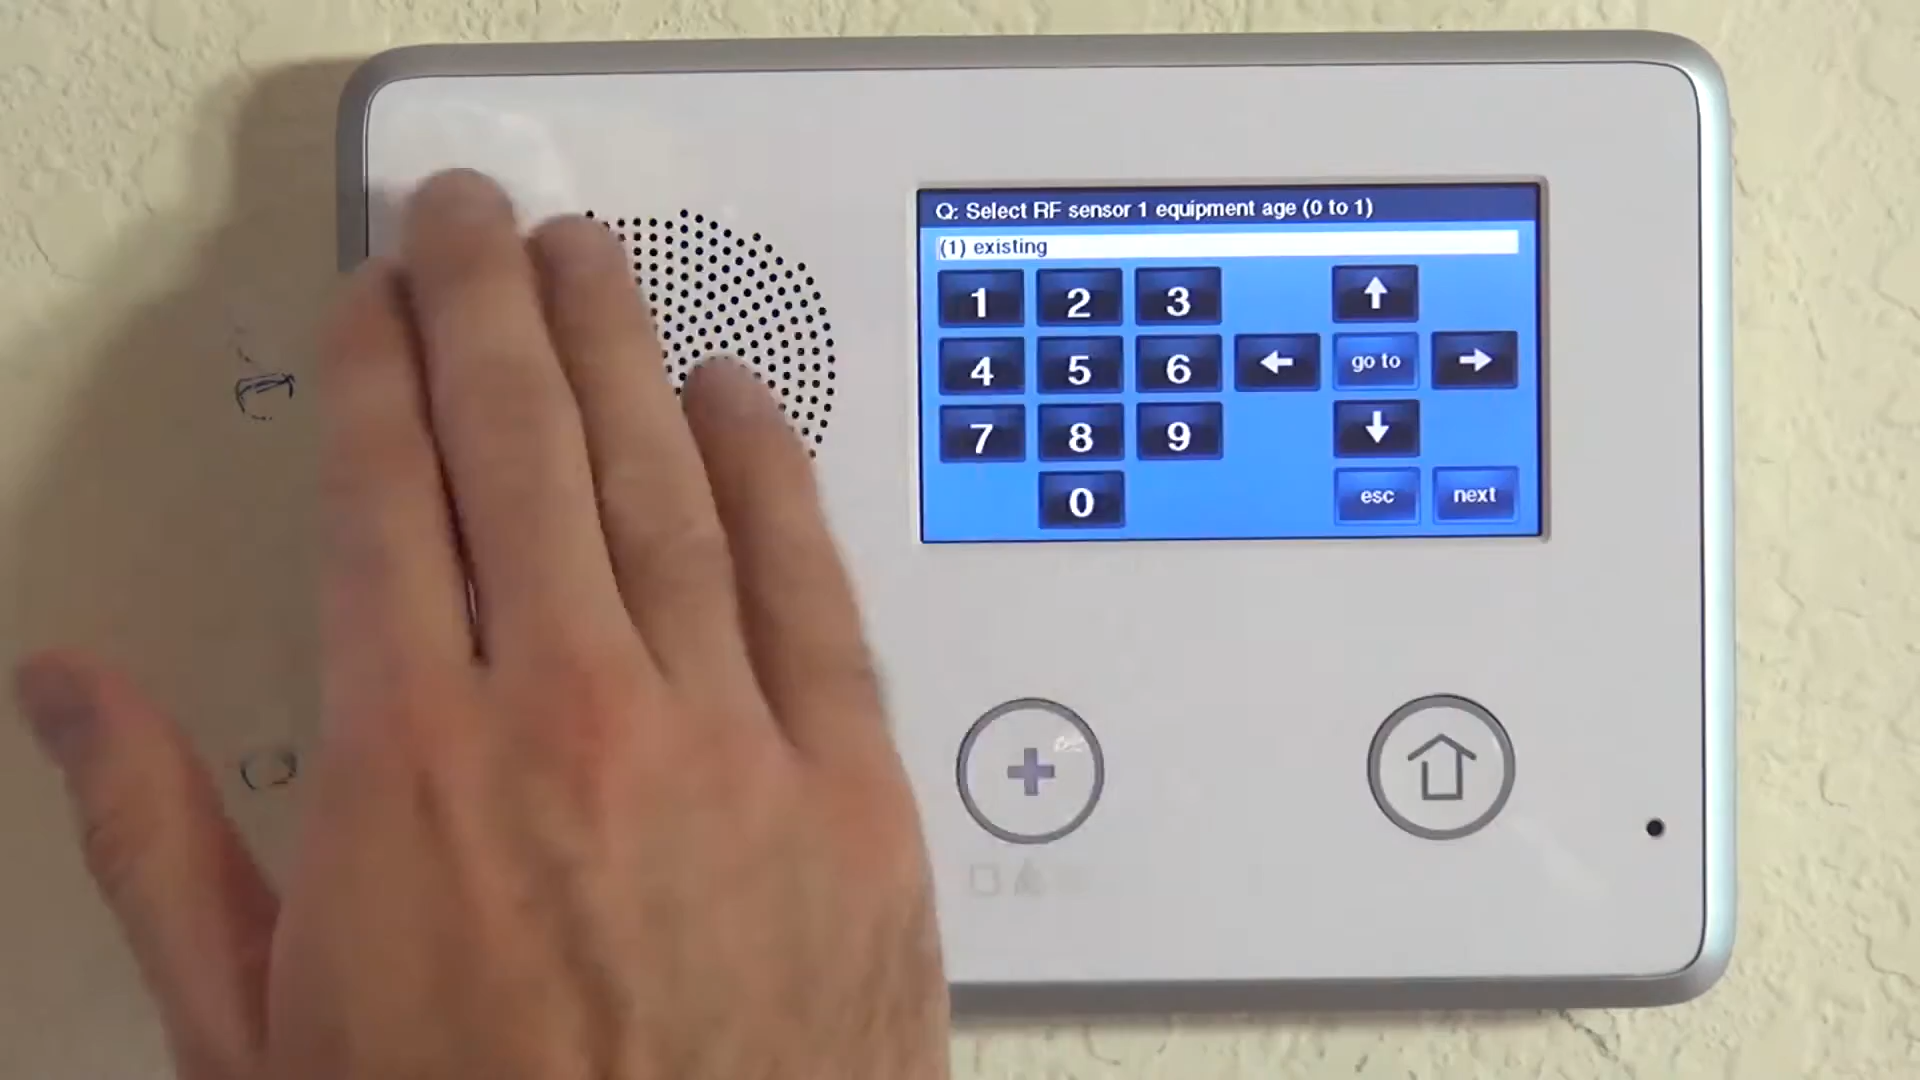 Q: Select RF sensor 1 equipment age (0 to 1)
(1) existing
1 2 3
4 5 6 go to
7 8 9
0 esc next